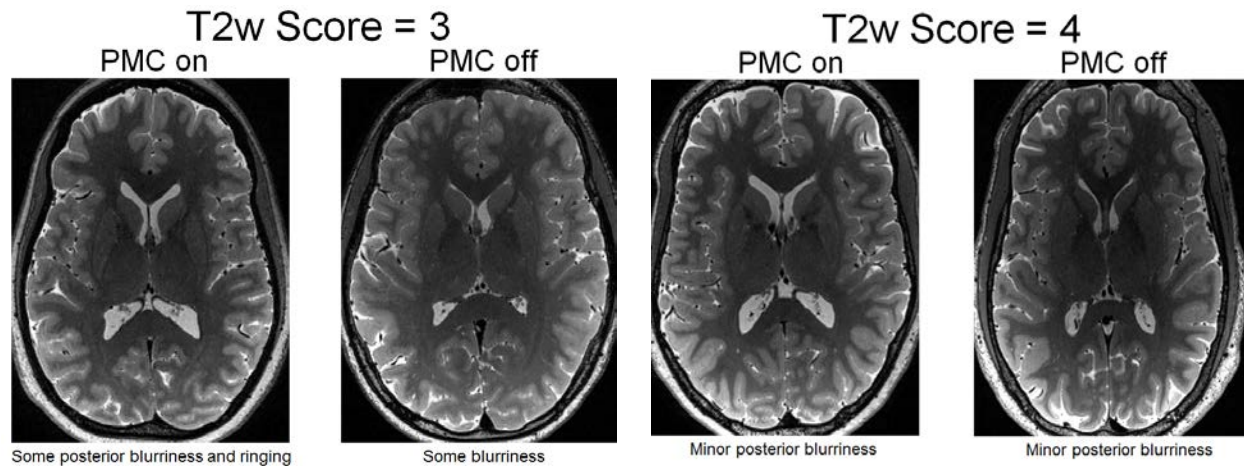 T2w Score = 3
PMC on
PMC off
Some posterior blurriness and ringing
Some blurriness
T2w Score = 4
PMC on
PMC off
Minor posterior blurriness
Minor posterior blurriness